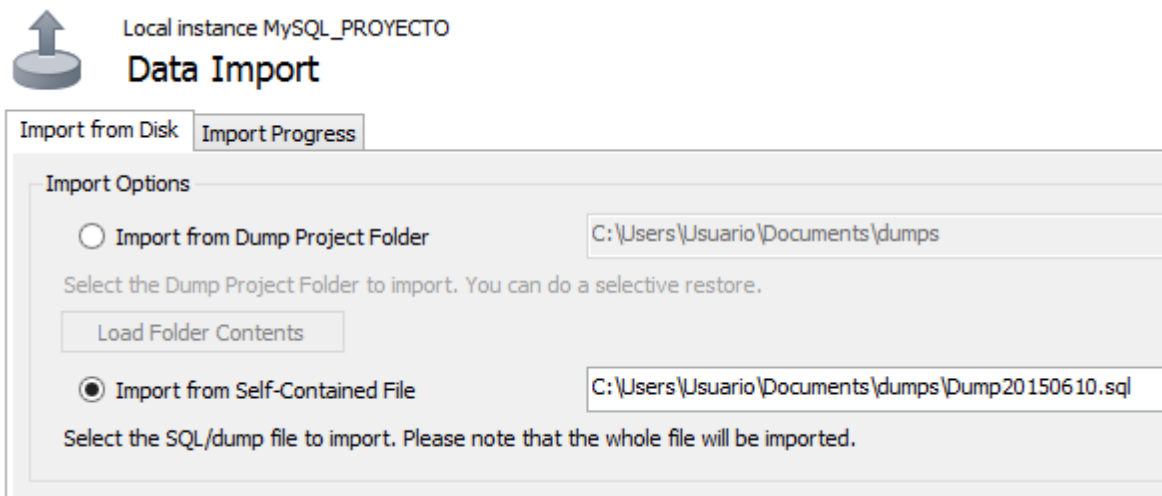 Local instance MySQL_PROYECTO
Data Import
Import from Disk
Import Progress
Import Options
Import from Dump Project Folder
C:\Users\Usuario\Documents\dumps
Select the Dump Project Folder to import. You can do a selective restore.
Load Folder Contents
Import from Self-Contained File
C:\Users\Usuario\Documents\dumps\Dump20150610.sql
Select the SQL/dump file to import. Please note that the whole file will be imported.